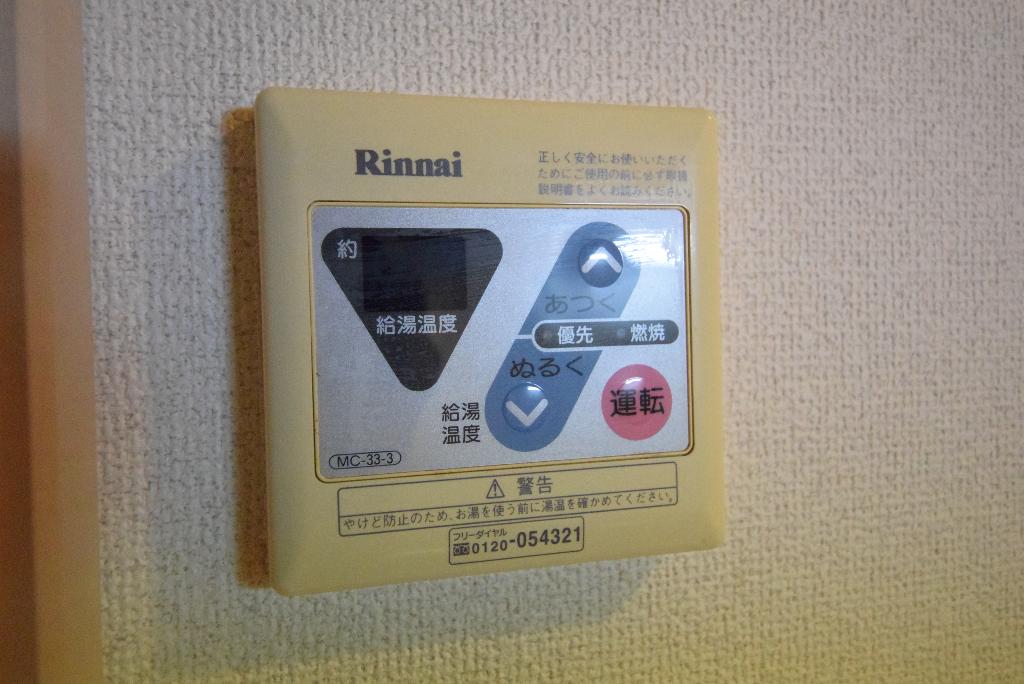 Rinnai
正しく安全にお使いいただく
ためにご使用の前に必ず取扱
説明書をよくお読みください。
約
給湯温度
あつく
優先 燃焼
ぬるく
給湯
温度
運転
MC-33-3
⚠ 警告
やけど防止のため、お湯を使う前に湯温を確かめてください。
フリーダイヤル
0120-054321